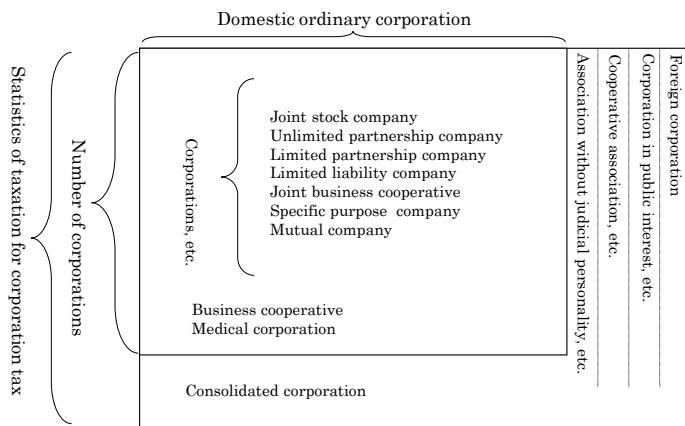 Domestic ordinary corporation
Statistics of taxation for corporation tax
Number of corporations
Corporations, etc.
Joint stock company
Unlimited partnership company
Limited partnership company
Limited liability company
Joint business cooperative
Specific purpose company
Mutual company
Business cooperative
Medical corporation
Consolidated corporation
Association without judicial personality, etc.
Cooperative association, etc.
Corporation in public interest, etc.
Foreign corporation